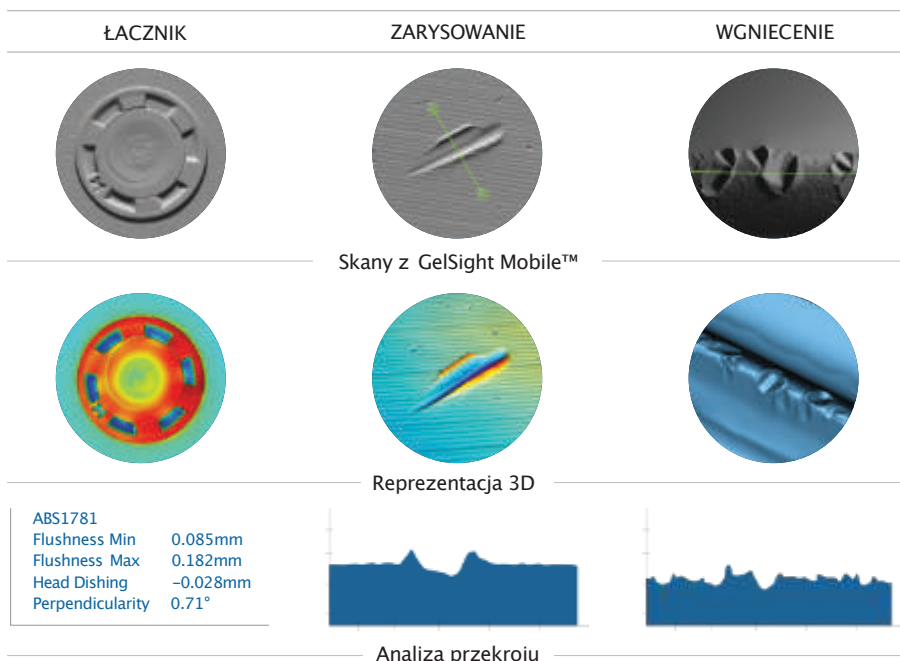 ŁACZNIK ZARYSOWANIE WGNIECENIE
Skany z GelSight Mobile™
Reprezentacja 3D
ABS1781
Flushness Min 0.085mm
Flushness Max 0.182mm
Head Dishing -0.028mm
Perpendicularity 0.71°
Analiza przekroju